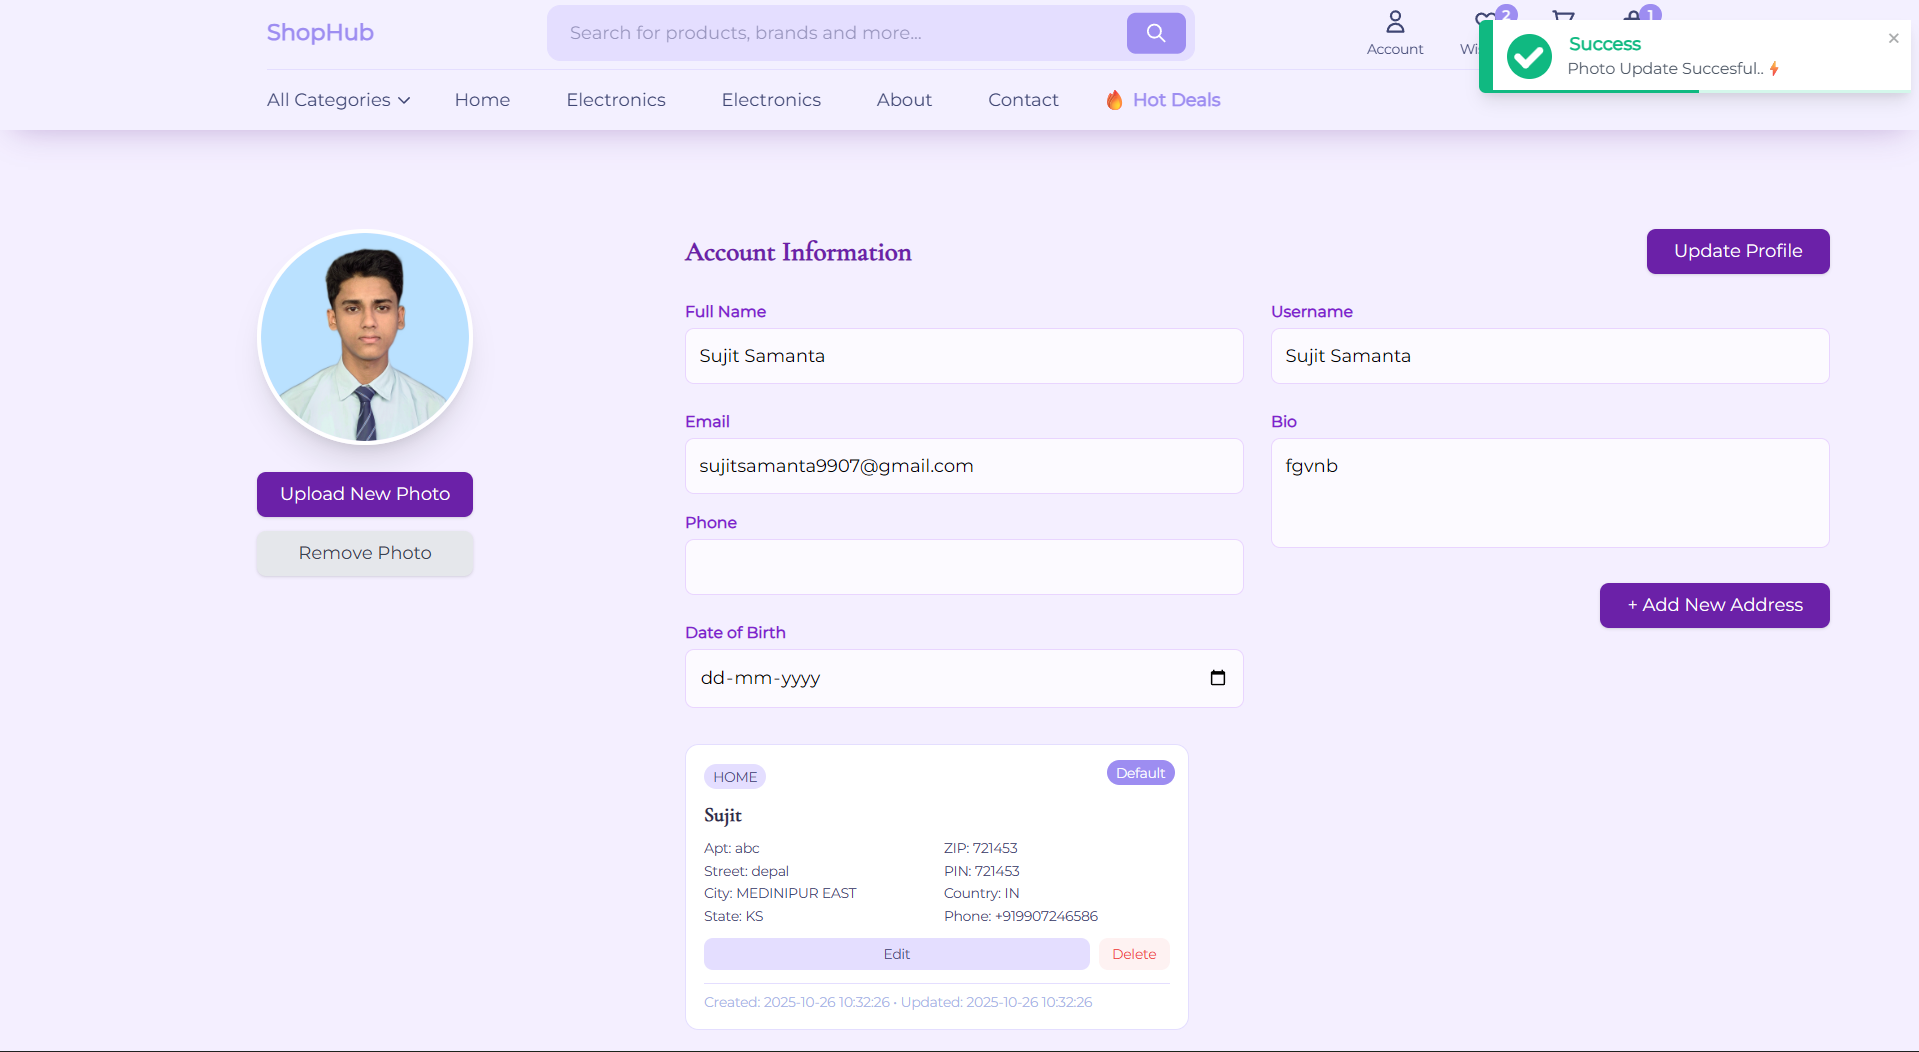 ShopHub
Search for products, brands and more...
Account
2
1
Success
Photo Update Succesful..
All Categories
Home
Electronics
Electronics
About
Contact
Hot Deals
Account Information
Update Profile
Full Name
Username
Sujit Samanta
Sujit Samanta
Email
Bio
sujitsamanta9907@gmail.com
fgvnb
Upload New Photo
Phone
Remove Photo
+ Add New Address
Date of Birth
dd-mm-yyyy
HOME
Default
Sujit
Apt: abc
ZIP: 721453
Street: depal
PIN: 721453
City: MEDINIPUR EAST
Country: IN
State: KS
Phone: +919907246586
Edit
Delete
Created: 2025-10-26 10:32:26 • Updated: 2025-10-26 10:32:26